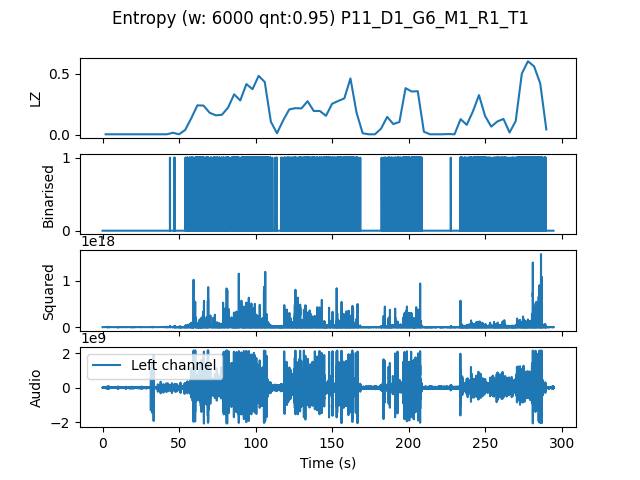 Entropy (w: 6000 qnt:0.95) P11_D1_G6_M1_R1_T1
LZ
0.5
0.0
Binarised
1
0
1e18
Squared
1
0
1e9
Audio
2
0
−2
Left channel
0 50 100 150 200 250 300
Time (s)